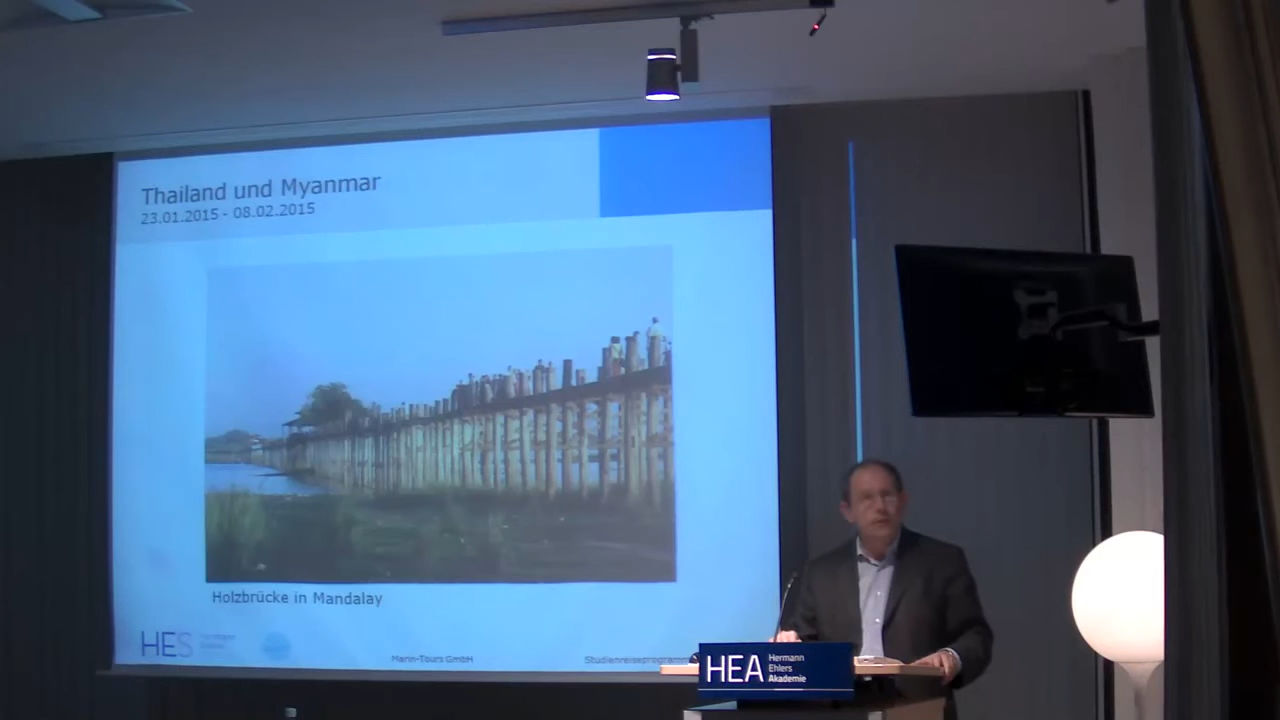 Thailand und Myanmar
23.01.2015 - 08.02.2015
Holzbrücke in Mandalay
HES
Marin-Tours GmbH
HEA
Hermann
Ehlers
Akademie